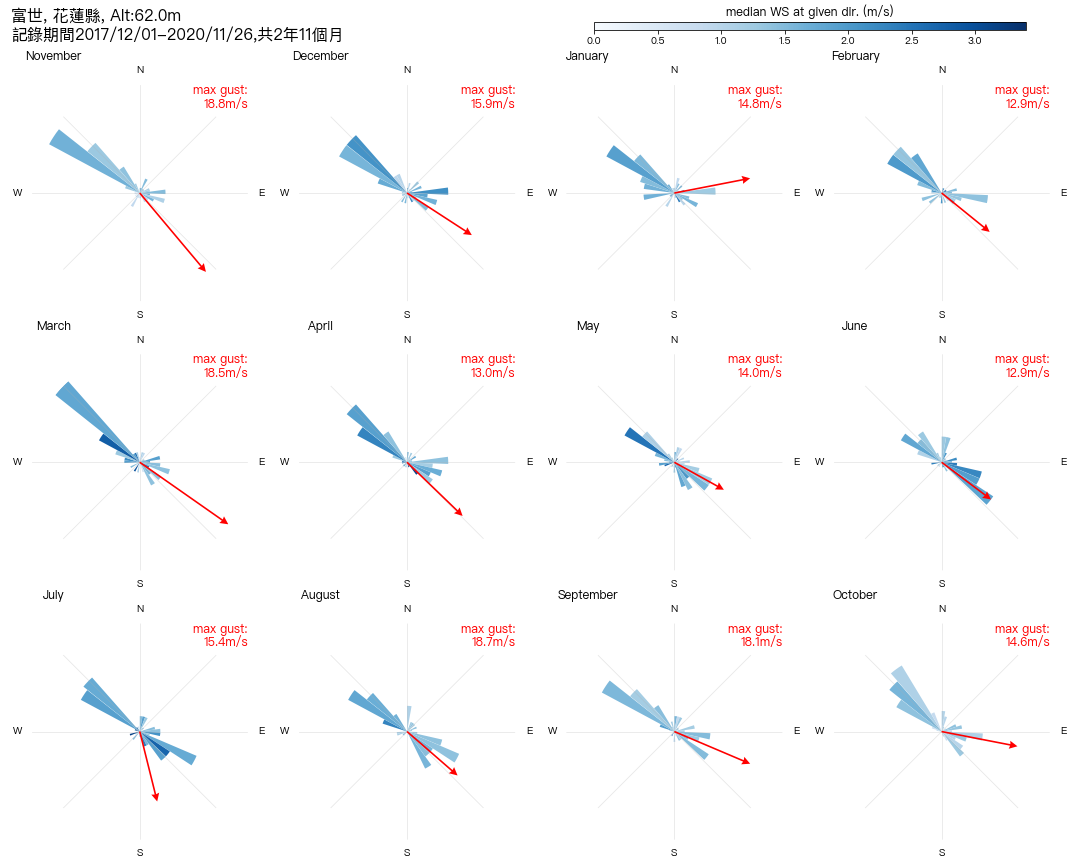 富世, 花蓮縣, Alt:62.0m
記錄期間2017/12/01−2020/11/26,共2年11個月
median WS at given dir. (m/s)
0.0 0.5 1.0 1.5 2.0 2.5 3.0
November
N
max gust:
18.8m/s
W
E
S
December
N
max gust:
15.9m/s
W
E
S
January
N
max gust:
14.8m/s
W
E
S
February
N
max gust:
12.9m/s
W
E
S
March
N
max gust:
18.5m/s
W
E
S
April
N
max gust:
13.0m/s
W
E
S
May
N
max gust:
14.0m/s
W
E
S
June
N
max gust:
12.9m/s
W
E
S
July
N
max gust:
15.4m/s
W
E
S
August
N
max gust:
18.7m/s
W
E
S
September
N
max gust:
18.1m/s
W
E
S
October
N
max gust:
14.6m/s
W
E
S